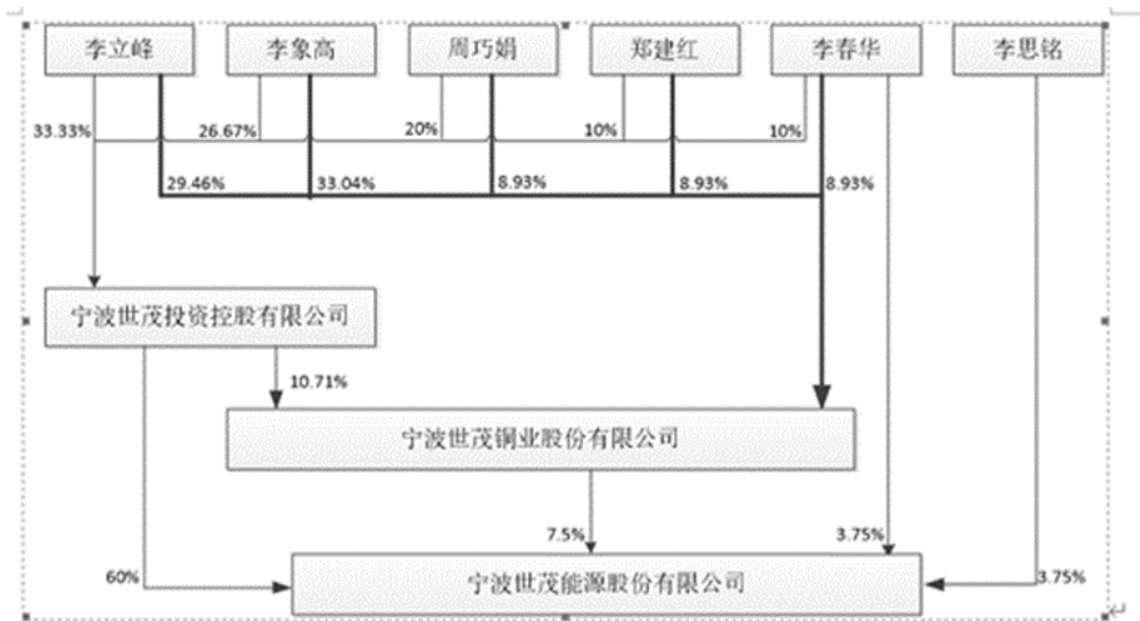 李立峰 李象高 周巧娟 郑建红 李春华 李思铭
33.33% 26.67% 20% 10% 10%
29.46% 33.04% 8.93% 8.93% 8.93%
宁波世茂投资控股有限公司
10.71%
宁波世茂铜业股份有限公司
7.5% 3.75%
60% 宁波世茂能源股份有限公司 3.75%